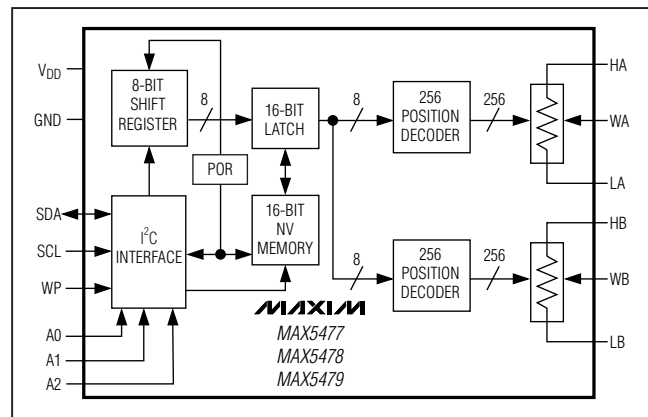 V_DD
GND
SDA
SCL
WP
A0
A1
A2
8-BIT
SHIFT
REGISTER
8
16-BIT
LATCH
POR
I²C
INTERFACE
16-BIT
NV
MEMORY
8
256
POSITION
DECODER
256
HA
WA
LA
8
256
POSITION
DECODER
256
HB
WB
LB
MAXIM
MAX5477
MAX5478
MAX5479